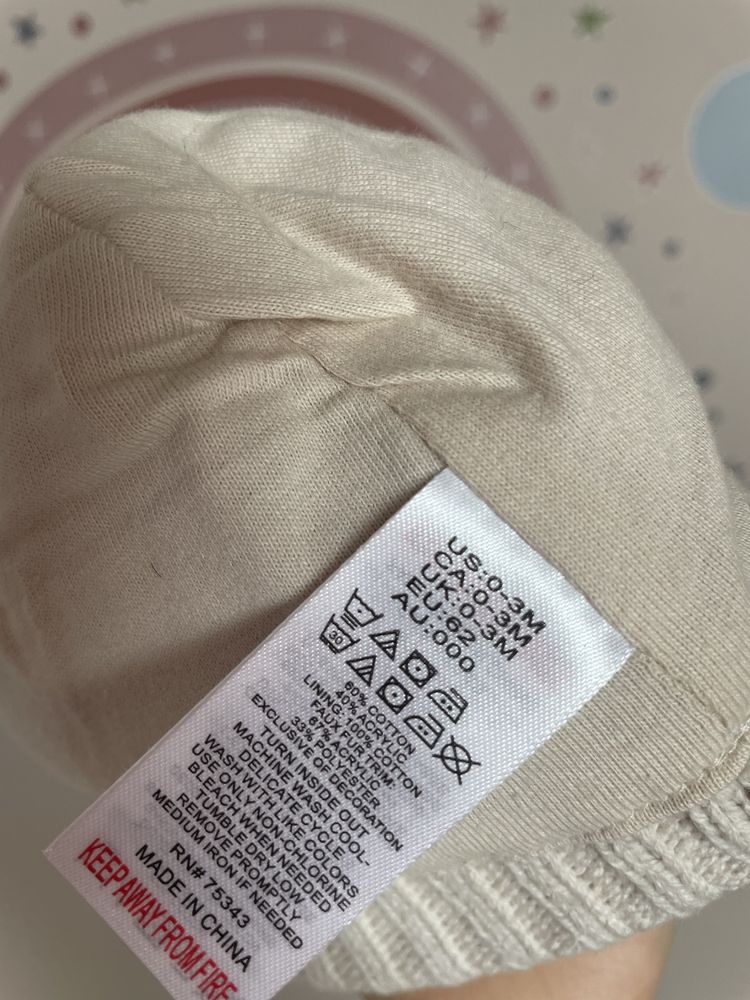 US:0-3M
CA:0-3M
UK:0-3M
EU:62
AU:000
30
60% COTTON
40% ACRYLIC
LINING: 100% COTTON
FAUX FUR TRIM:
67% ACRYLIC
33% POLYESTER
EXCLUSIVE OF DECORATION
TURN INSIDE OUT
MACHINE WASH COOL-
DELICATE CYCLE
WASH WITH LIKE COLORS
USE ONLY NON-CHLORINE
BLEACH WHEN NEEDED
TUMBLE DRY LOW
REMOVE PROMPTLY
MEDIUM IRON IF NEEDED
RN# 75343
MADE IN CHINA
KEEP AWAY FROM FIRE